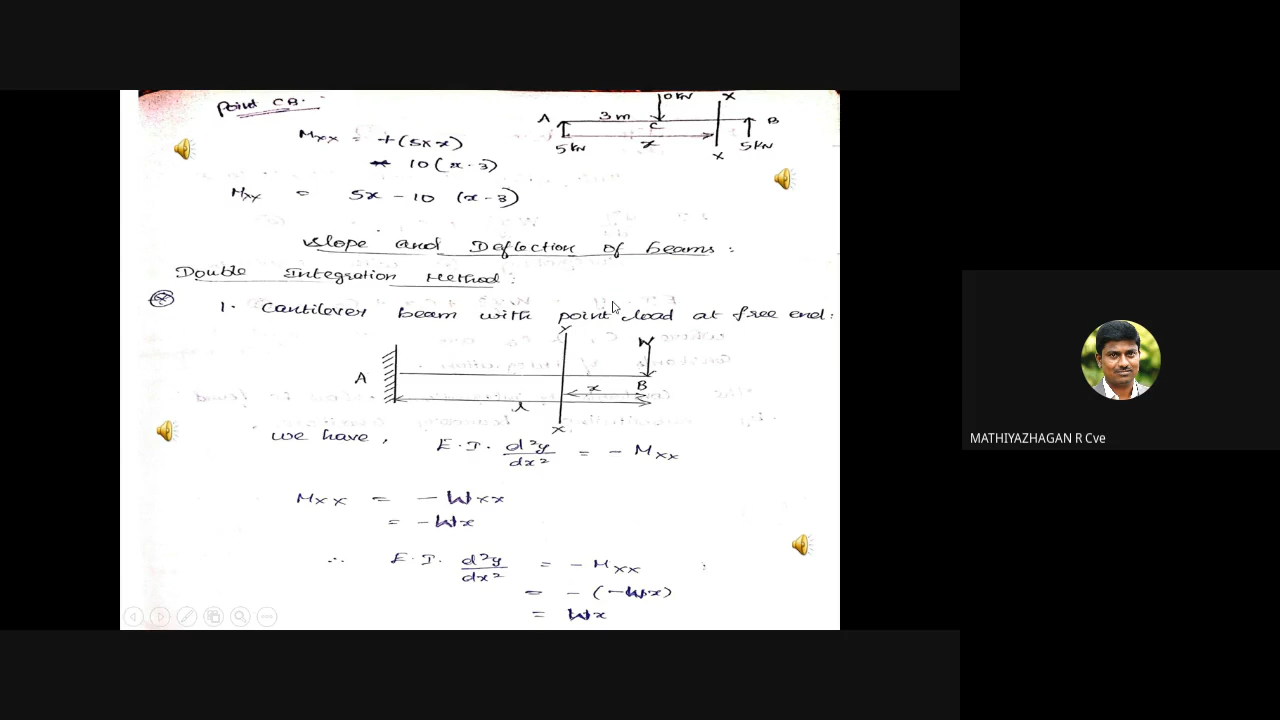 Point CB:
A 3 m C 10 kN X B
5 kN x X 5 kN
Mxx = +(5 x x)
- 10 (x - 3)
Mxx = 5x - 10 (x - 3)
Slope and Deflection of beams:
Double Integration Method:
1. Cantilever beam with point load at free end:
X W
A x B
l
X
we have, E.I. d²y/dx² = - Mxx
Mxx = - W x x
= - Wx
∴ E.I. d²y/dx² = - Mxx
= - (-Wx)
= Wx
MATHIYAZHAGAN R Cve